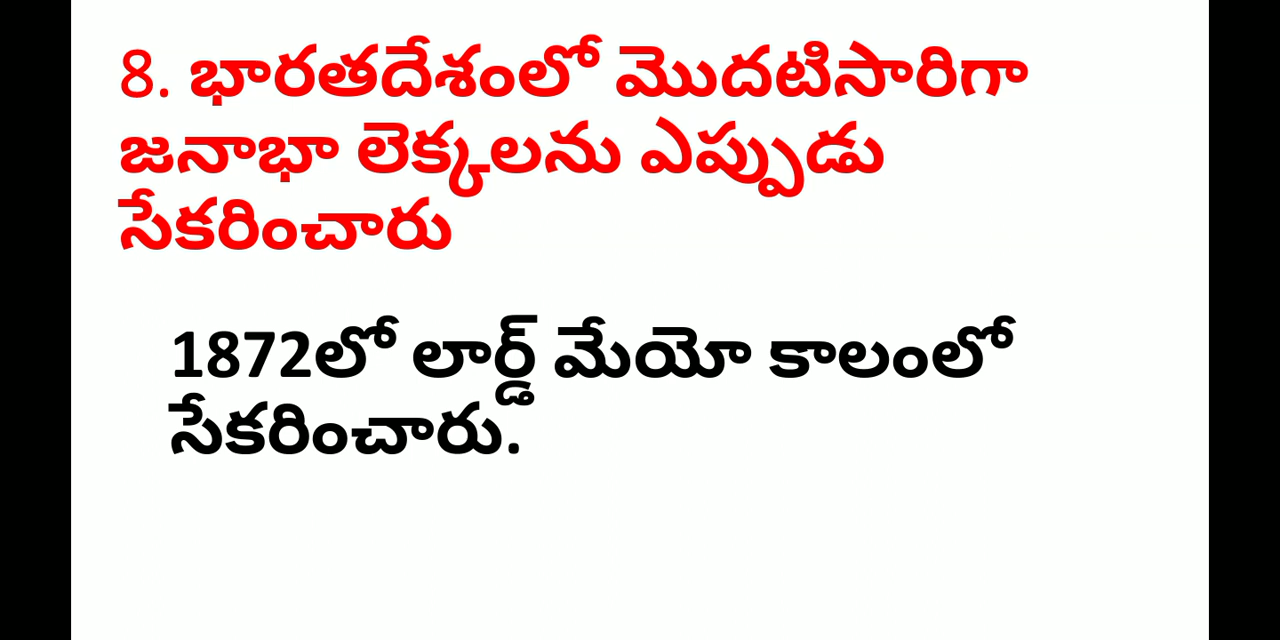 8. భారతదేశంలో మొదటిసారిగా
జనాభా లెక్కలను ఎప్పుడు
సేకరించారు
1872లో లార్డ్ మేయో కాలంలో
సేకరించారు.